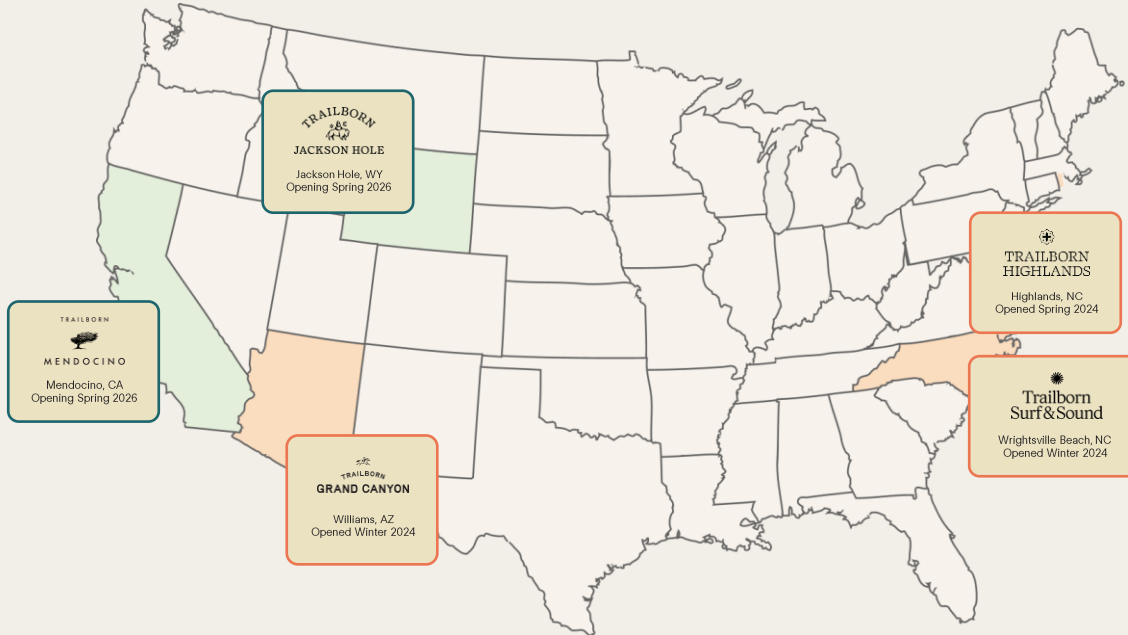 TRAILBORN
JACKSON HOLE
Jackson Hole, WY
Opening Spring 2026
TRAILBORN
HIGHLANDS
Highlands, NC
Opened Spring 2024
TRAILBORN
MENDOCINO
Mendocino, CA
Opening Spring 2026
Trailborn
Surf&Sound
Wrightsville Beach, NC
Opened Winter 2024
TRAILBORN
GRAND CANYON
Williams, AZ
Opened Winter 2024